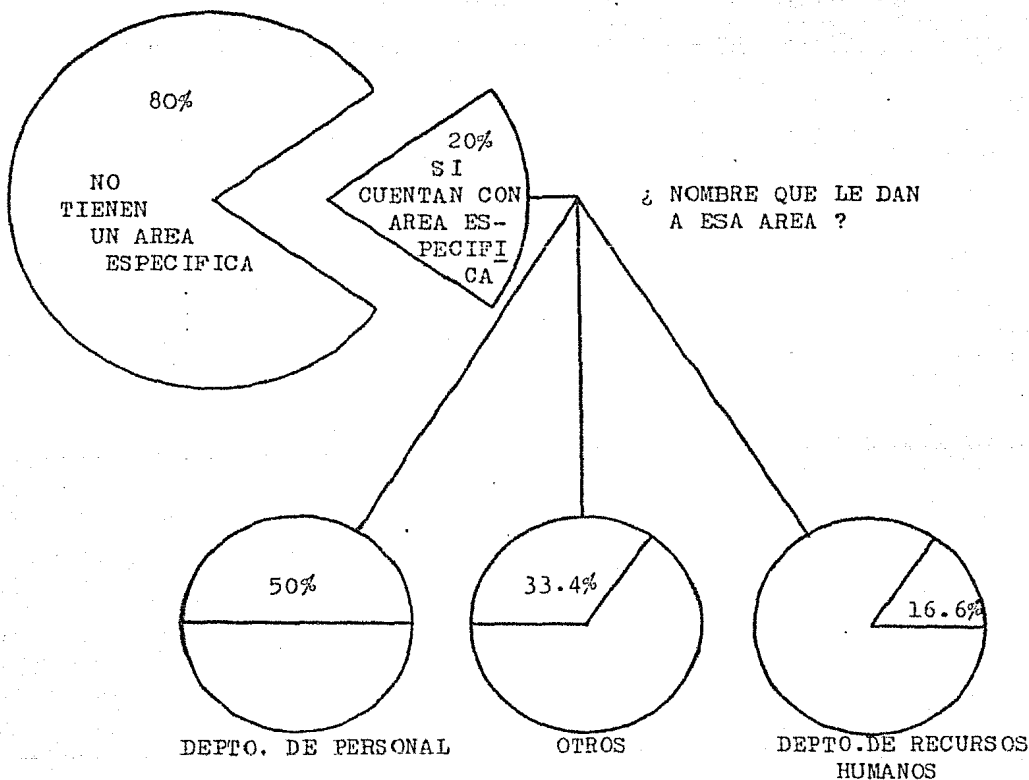 80%
NO
TIENEN
UN AREA
ESPECIFICA
20%
SI
CUENTAN CON
AREA ES-
PECIFI
CA
¿ NOMBRE QUE LE DAN
A ESA AREA ?
50%
33.4%
16.6%
DEPTO. DE PERSONAL
OTROS
DEPTO.DE RECURSOS
HUMANOS